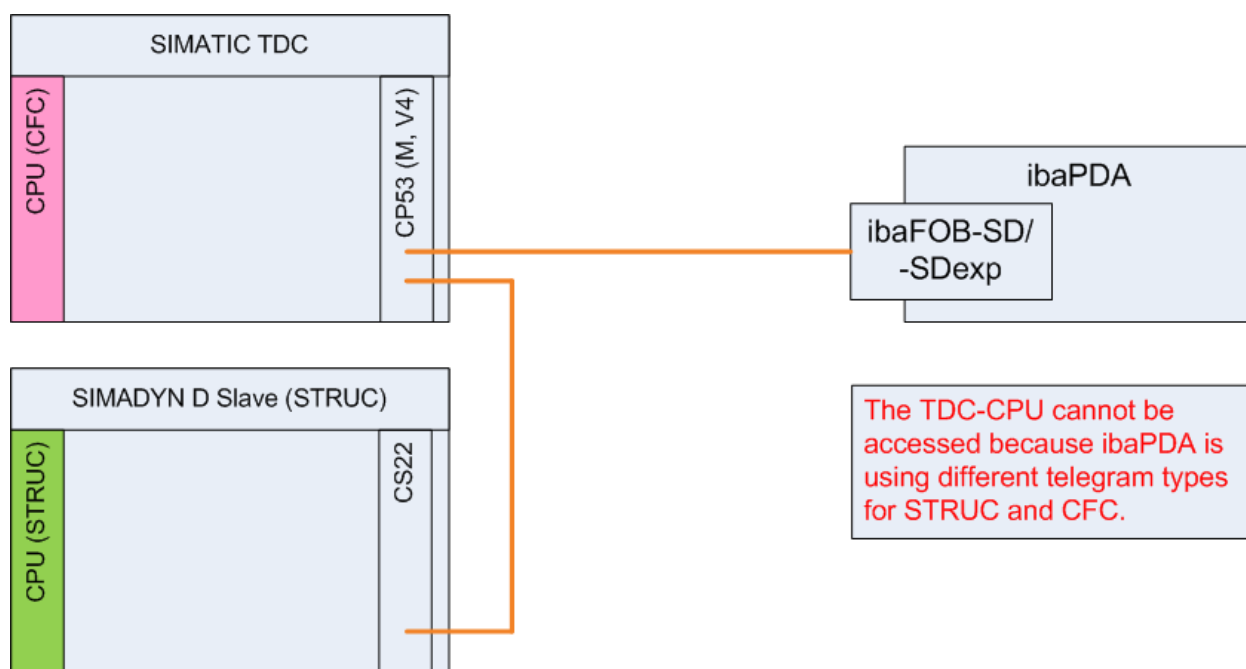 SIMATIC TDC
CPU (CFC)
CP53 (M, V4)
ibaPDA
ibaFOB-SD/
-SDexp
SIMADYN D Slave (STRUC)
CPU (STRUC)
CS22
The TDC-CPU cannot be
accessed because ibaPDA is
using different telegram types
for STRUC and CFC.